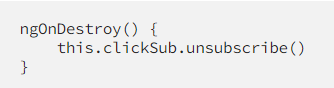 ngOnDestroy() {
    this.clickSub.unsubscribe()
}